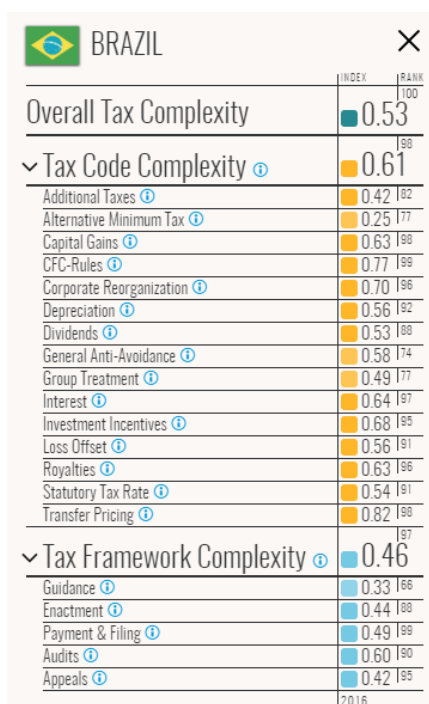 BRAZIL
INDEX RANK
Overall Tax Complexity 0.53 100
Tax Code Complexity 0.61 98
Additional Taxes 0.42 82
Alternative Minimum Tax 0.25 77
Capital Gains 0.63 98
CFC-Rules 0.77 99
Corporate Reorganization 0.70 96
Depreciation 0.56 92
Dividends 0.53 88
General Anti-Avoidance 0.58 74
Group Treatment 0.49 77
Interest 0.64 97
Investment Incentives 0.68 95
Loss Offset 0.56 91
Royalties 0.63 96
Statutory Tax Rate 0.54 91
Transfer Pricing 0.82 98
Tax Framework Complexity 0.46 97
Guidance 0.33 66
Enactment 0.44 88
Payment & Filing 0.49 99
Audits 0.60 90
Appeals 0.42 95
2016